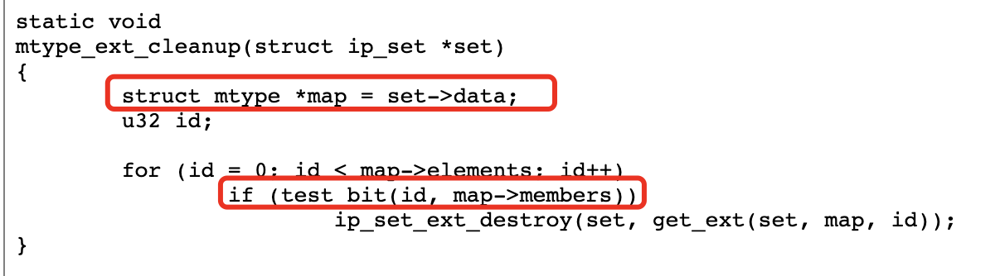 static void
mtype_ext_cleanup(struct ip_set *set)
{
struct mtype *map = set->data;
u32 id;
for (id = 0; id < map->elements; id++)
if (test_bit(id, map->members))
ip_set_ext_destroy(set, get_ext(set, map, id));
}